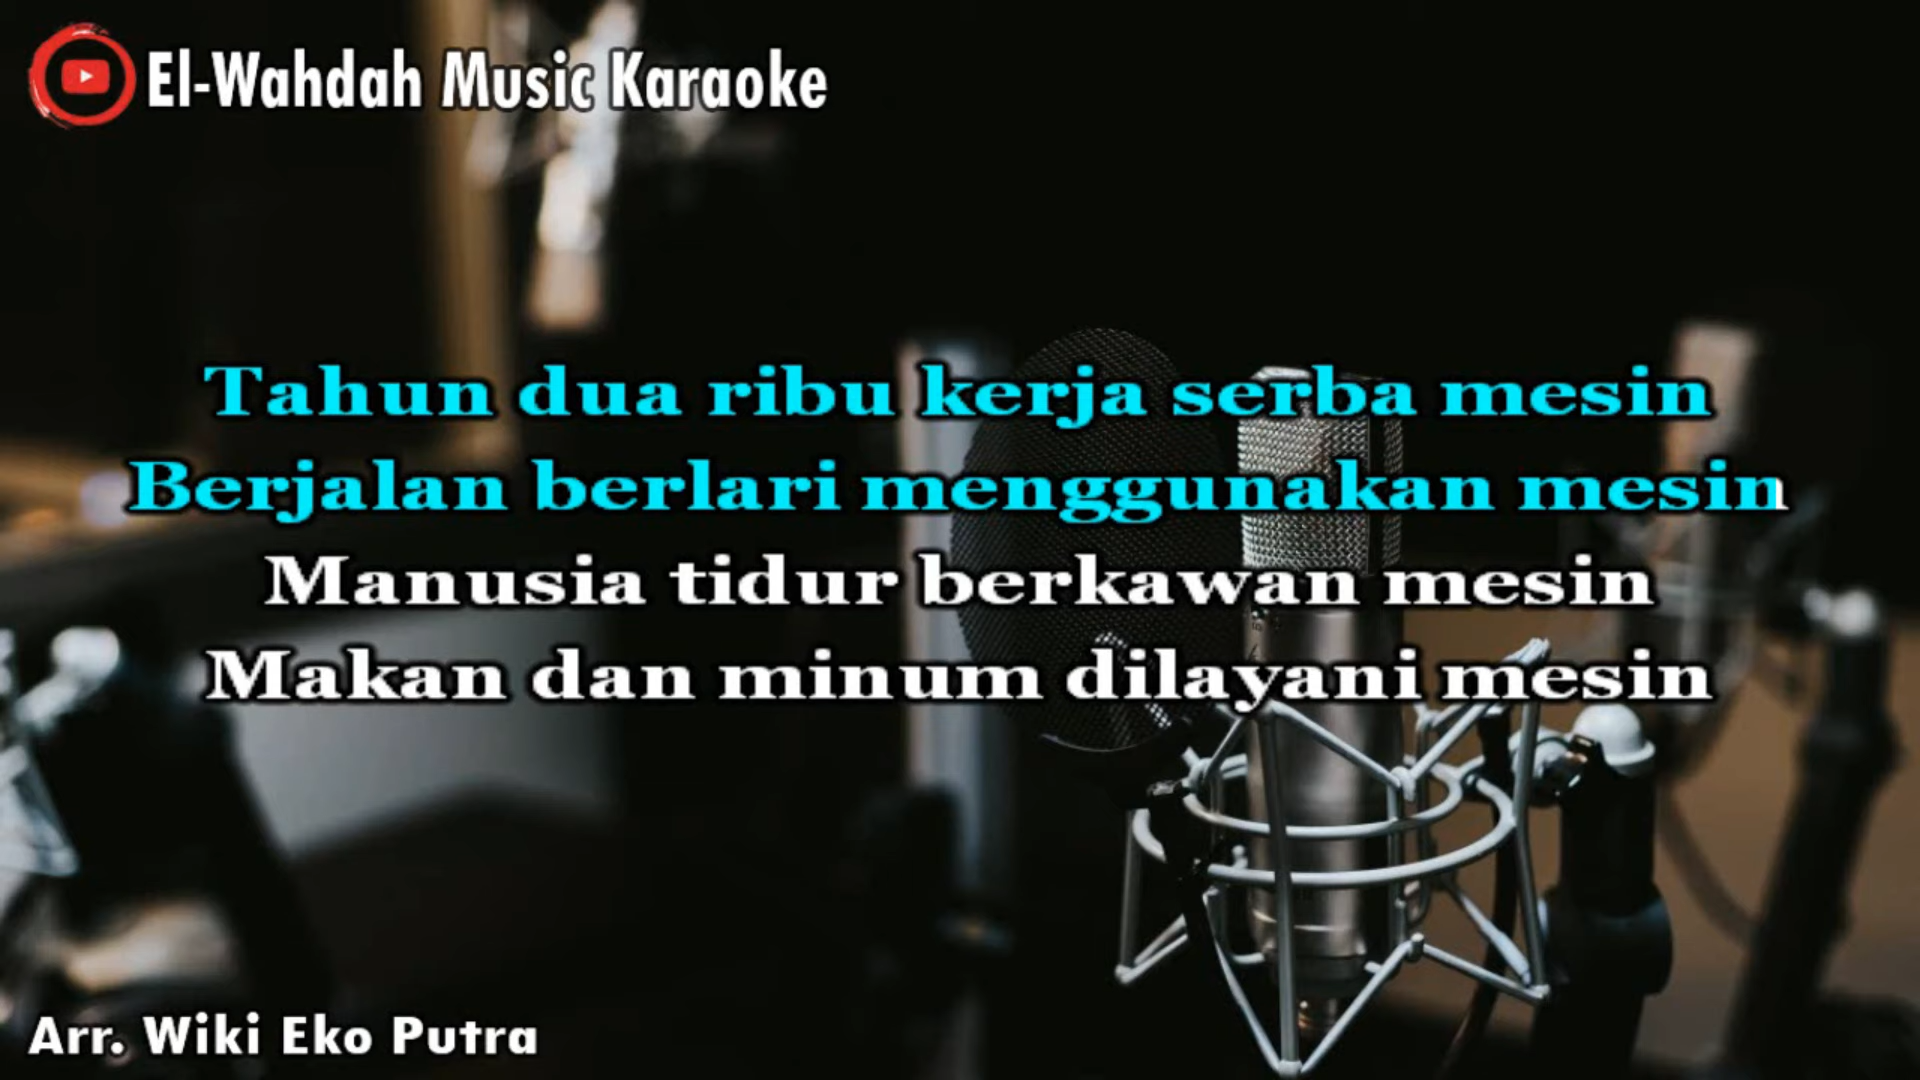 El-Wahdah Music Karaoke
Tahun dua ribu kerja serba mesin
Berjalan berlari menggunakan mesin
Manusia tidur berkawan mesin
Makan dan minum dilayani mesin
Arr. Wiki Eko Putra